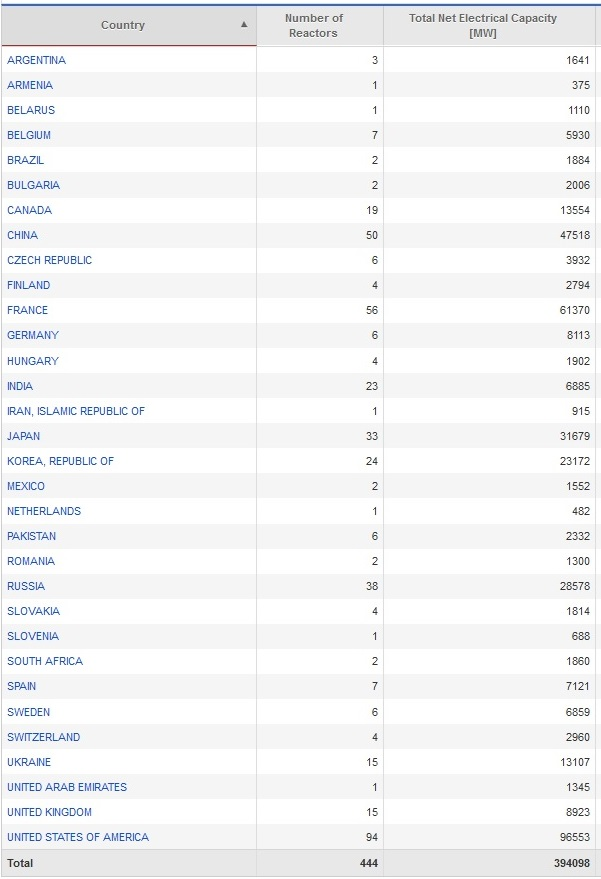 Country ▲ Number of Reactors Total Net Electrical Capacity [MW]
ARGENTINA 3 1641
ARMENIA 1 375
BELARUS 1 1110
BELGIUM 7 5930
BRAZIL 2 1884
BULGARIA 2 2006
CANADA 19 13554
CHINA 50 47518
CZECH REPUBLIC 6 3932
FINLAND 4 2794
FRANCE 56 61370
GERMANY 6 8113
HUNGARY 4 1902
INDIA 23 6885
IRAN, ISLAMIC REPUBLIC OF 1 915
JAPAN 33 31679
KOREA, REPUBLIC OF 24 23172
MEXICO 2 1552
NETHERLANDS 1 482
PAKISTAN 6 2332
ROMANIA 2 1300
RUSSIA 38 28578
SLOVAKIA 4 1814
SLOVENIA 1 688
SOUTH AFRICA 2 1860
SPAIN 7 7121
SWEDEN 6 6859
SWITZERLAND 4 2960
UKRAINE 15 13107
UNITED ARAB EMIRATES 1 1345
UNITED KINGDOM 15 8923
UNITED STATES OF AMERICA 94 96553
Total 444 394098